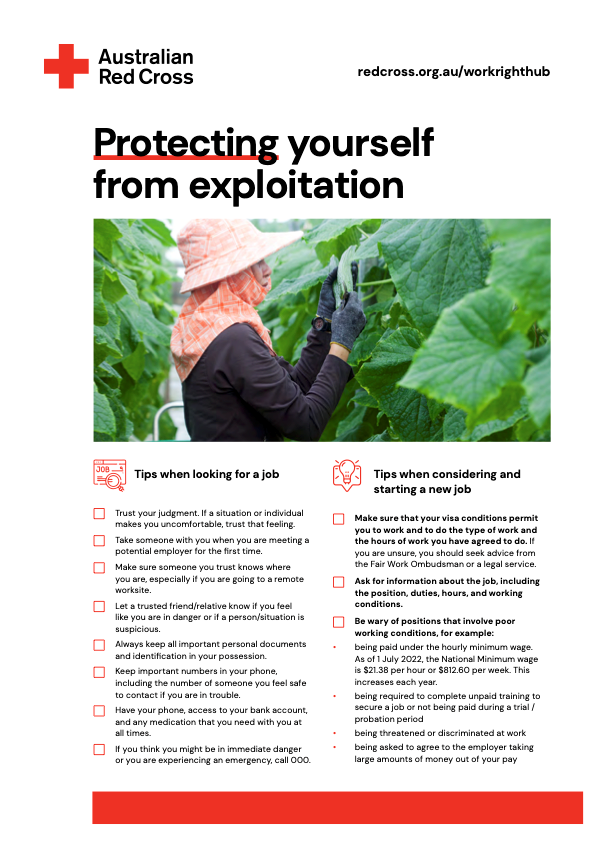 Australian
Red Cross
redcross.org.au/workrighthub
Protecting yourself
from exploitation
JOB
Tips when looking for a job
Trust your judgment. If a situation or individual
makes you uncomfortable, trust that feeling.
Take someone with you when you are meeting a
potential employer for the first time.
Make sure someone you trust knows where
you are, especially if you are going to a remote
worksite.
Let a trusted friend/relative know if you feel
like you are in danger or if a person/situation is
suspicious.
Always keep all important personal documents
and identification in your possession.
Keep important numbers in your phone,
including the number of someone you feel safe
to contact if you are in trouble.
Have your phone, access to your bank account,
and any medication that you need with you at
all times.
If you think you might be in immediate danger
or you are experiencing an emergency, call 000.
Tips when considering and
starting a new job
Make sure that your visa conditions permit
you to work and to do the type of work and
the hours of work you have agreed to do. If
you are unsure, you should seek advice from
the Fair Work Ombudsman or a legal service.
Ask for information about the job, including
the position, duties, hours, and working
conditions.
Be wary of positions that involve poor
working conditions, for example:
• being paid under the hourly minimum wage.
As of 1 July 2022, the National Minimum wage
is $21.38 per hour or $812.60 per week. This
increases each year.
• being required to complete unpaid training to
secure a job or not being paid during a trial /
probation period
• being threatened or discriminated at work
• being asked to agree to the employer taking
large amounts of money out of your pay